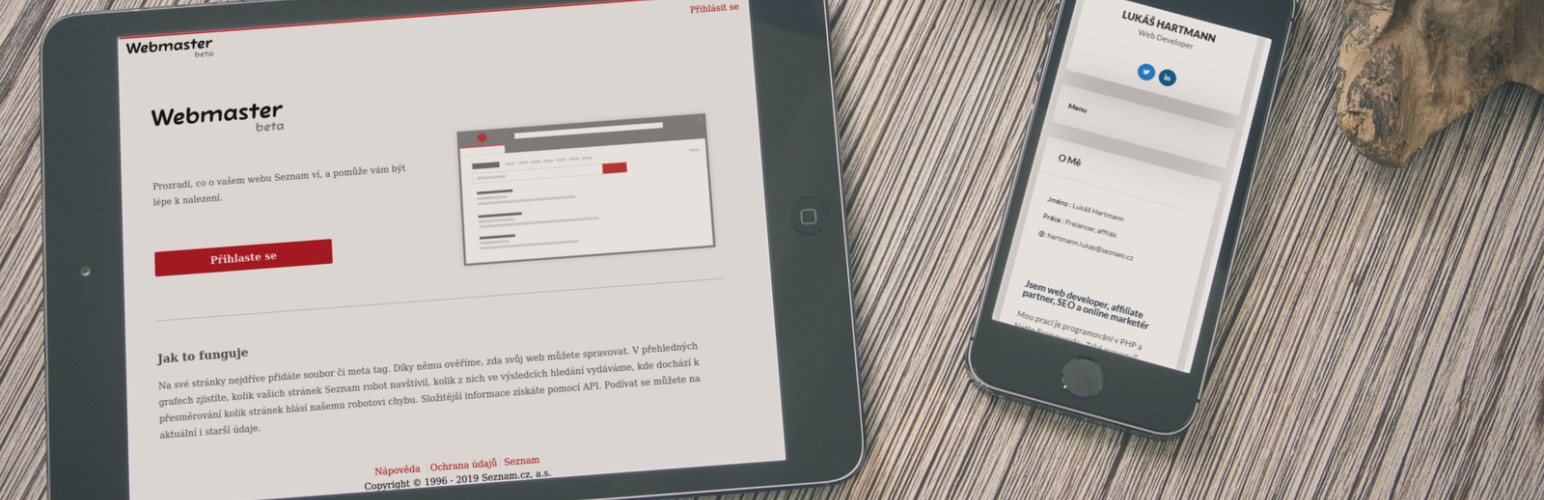 Přihlásit se
Webmaster
beta
Webmaster
beta
Prozradí, co o vašem webu Seznam ví, a pomůže vám být
lépe k nalezení.
Přihlaste se
Jak to funguje
Na své stránky nejdříve přidáte soubor či meta tag. Díky němu ověříme, zda svůj web můžete spravovat. V přehledných
grafech zjistíte, kolik vašich stránek Seznam robot navštívil, kolik z nich ve výsledcích hledání vydáváme, kde dochází k
přesměrování kolik stránek hlásí našemu robotovi chybu. Složitější informace získáte pomocí API. Podívat se můžete na
aktuální i starší údaje.
Nápověda | Ochrana údajů | Seznam
Copyright © 1996 - 2019 Seznam.cz, a.s.
LUKÁŠ HARTMANN
Web Developer
in
Menu
O Mě
Jméno : Lukáš Hartmann
Práce : Frelancer, affilák
@: hartmann.lukas@seznam.cz
Jsem web developer, affiliate
partner, SEO a online marketér
Mou prací je programování v PHP a